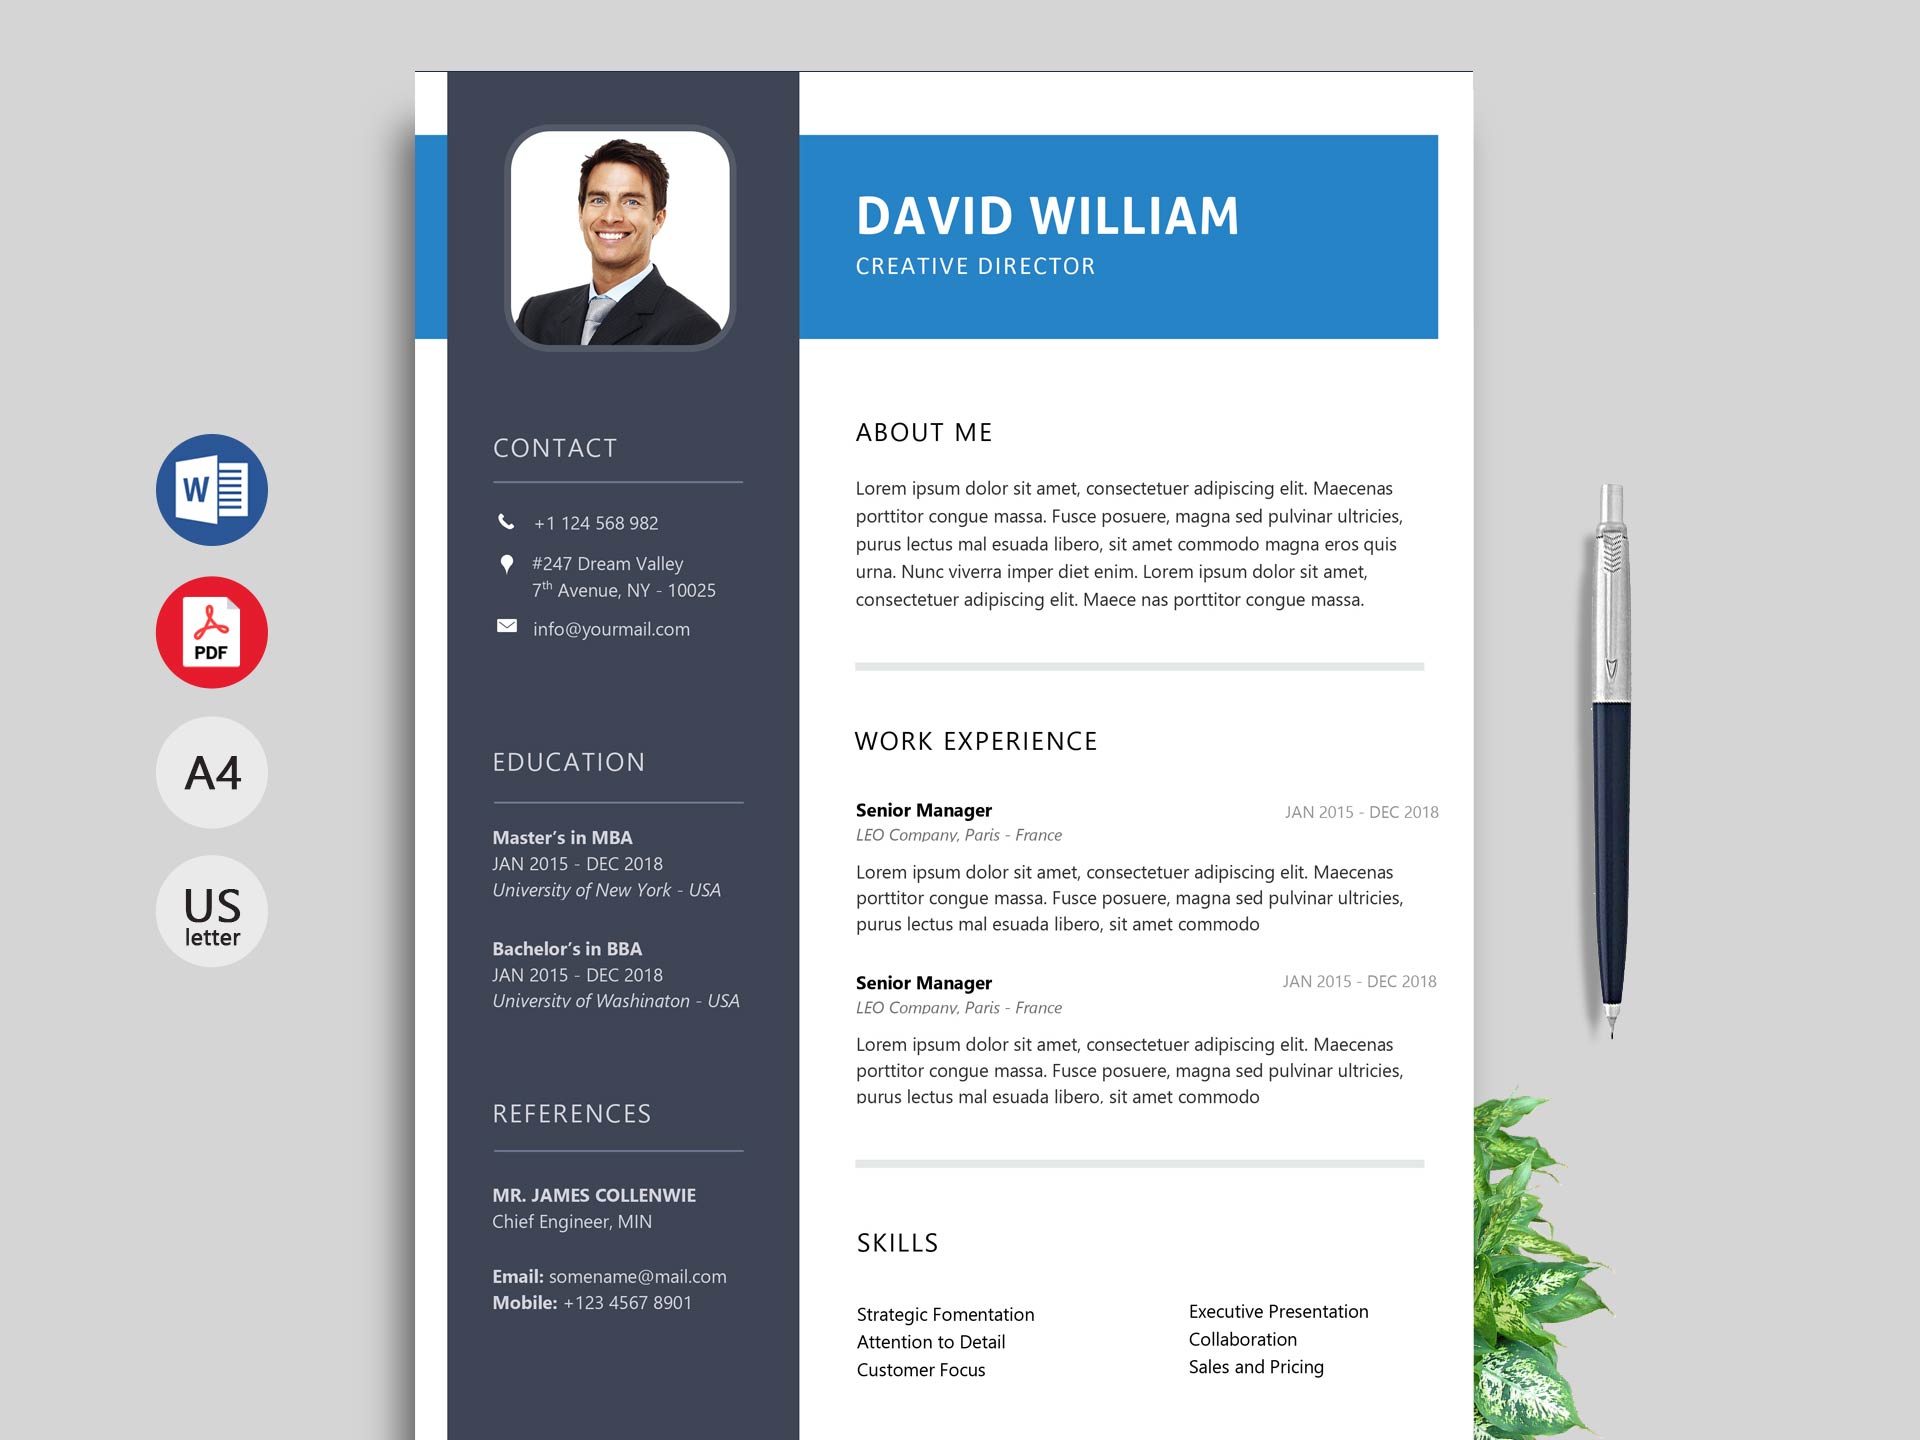 W
PDF
A4
US
letter
CONTACT
+1 124 568 982
#247 Dream Valley
7th Avenue, NY - 10025
info@yourmail.com
EDUCATION
Master's in MBA
JAN 2015 - DEC 2018
University of New York - USA
Bachelor's in BBA
JAN 2015 - DEC 2018
University of Washington - USA
REFERENCES
MR. JAMES COLLENWIE
Chief Engineer, MIN
Email: somename@mail.com
Mobile: +123 4567 8901
DAVID WILLIAM
CREATIVE DIRECTOR
ABOUT ME
Lorem ipsum dolor sit amet, consectetuer adipiscing elit. Maecenas
porttitor congue massa. Fusce posuere, magna sed pulvinar ultricies,
purus lectus mal esuada libero, sit amet commodo magna eros quis
urna. Nunc viverra imper diet enim. Lorem ipsum dolor sit amet,
consectetuer adipiscing elit. Maece nas porttitor congue massa.
WORK EXPERIENCE
Senior Manager JAN 2015 - DEC 2018
LEO Company, Paris - France
Lorem ipsum dolor sit amet, consectetuer adipiscing elit. Maecenas
porttitor congue massa. Fusce posuere, magna sed pulvinar ultricies,
purus lectus mal esuada libero, sit amet commodo
Senior Manager JAN 2015 - DEC 2018
LEO Company, Paris - France
Lorem ipsum dolor sit amet, consectetuer adipiscing elit. Maecenas
porttitor congue massa. Fusce posuere, magna sed pulvinar ultricies,
purus lectus mal esuada libero, sit amet commodo
SKILLS
Strategic Fomentation
Attention to Detail
Customer Focus
Executive Presentation
Collaboration
Sales and Pricing